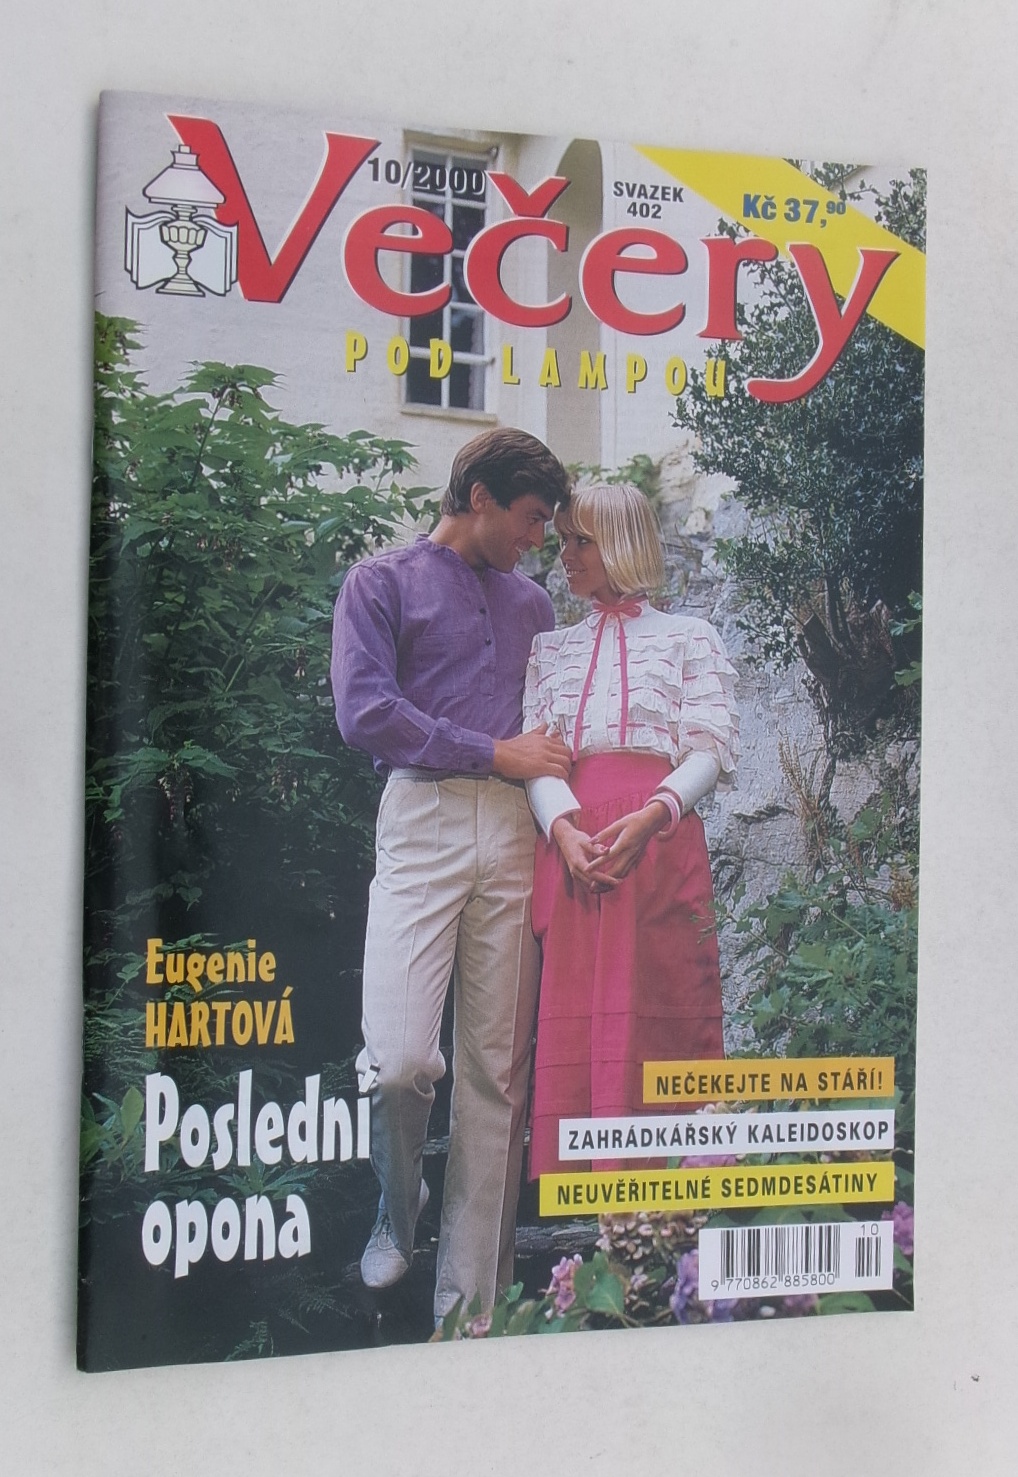 10/2000
SVAZEK
402
Kč 37,90
Večery
POD LAMPOU
Eugenie
HARTOVÁ
Poslední
opona
NEČEKEJTE NA STÁŘÍ!
ZAHRÁDKÁŘSKÝ KALEIDOSKOP
NEUVĚŘITELNÉ SEDMDESÁTINY
10
9 770862 885800